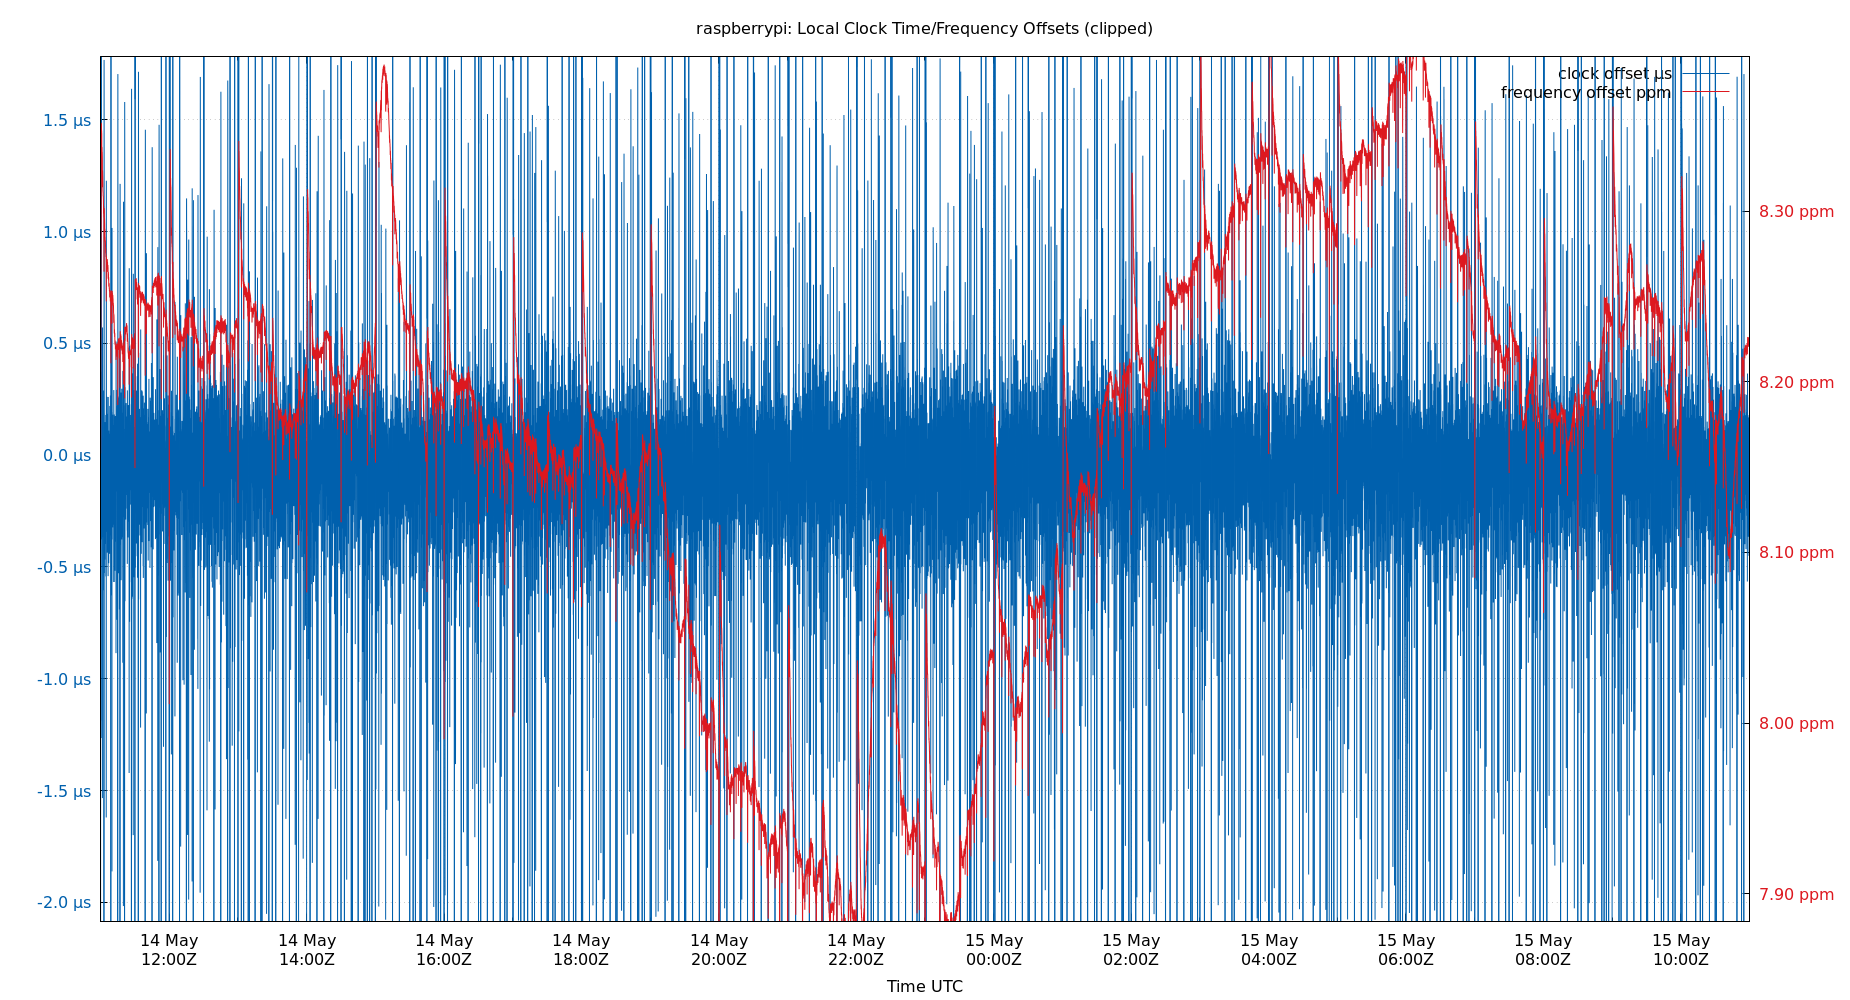 raspberrypi: Local Clock Time/Frequency Offsets (clipped)
clock offset µs
frequency offset ppm
1.5 µs
1.0 µs
0.5 µs
0.0 µs
-0.5 µs
-1.0 µs
-1.5 µs
-2.0 µs
8.30 ppm
8.20 ppm
8.10 ppm
8.00 ppm
7.90 ppm
14 May 14 May 14 May 14 May 14 May 14 May 15 May 15 May 15 May 15 May 15 May 15 May
12:00Z 14:00Z 16:00Z 18:00Z 20:00Z 22:00Z 00:00Z 02:00Z 04:00Z 06:00Z 08:00Z 10:00Z
Time UTC